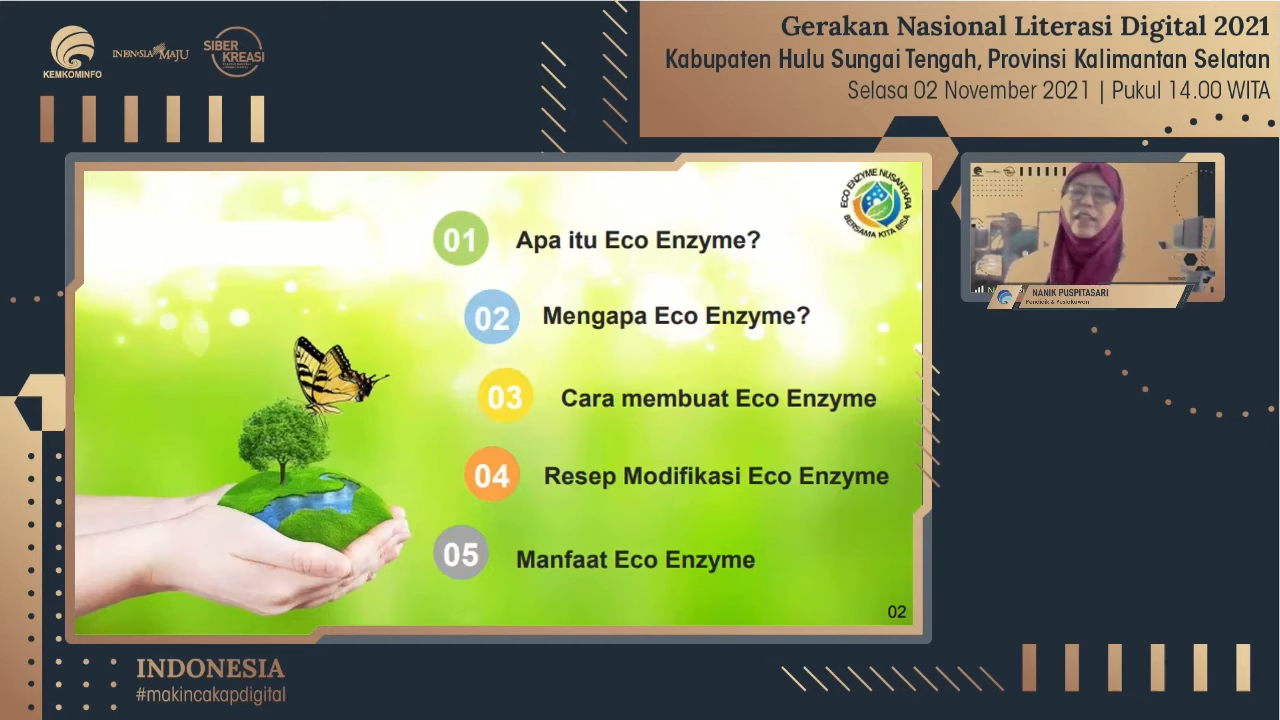 KEMKOMINFO
INDONESIA MAJU
SIBER
KREASI
Gerakan Nasional Literasi Digital 2021
Kabupaten Hulu Sungai Tengah, Provinsi Kalimantan Selatan
Selasa 02 November 2021 | Pukul 14.00 WITA
ECO ENZYME NUSANTARA
BERSAMA KITA BISA
01 Apa itu Eco Enzyme?
02 Mengapa Eco Enzyme?
03 Cara membuat Eco Enzyme
04 Resep Modifikasi Eco Enzyme
05 Manfaat Eco Enzyme
02
NANIK PUSPITASARI
Pendidik & Pustakawan
INDONESIA
#makincakapdigital